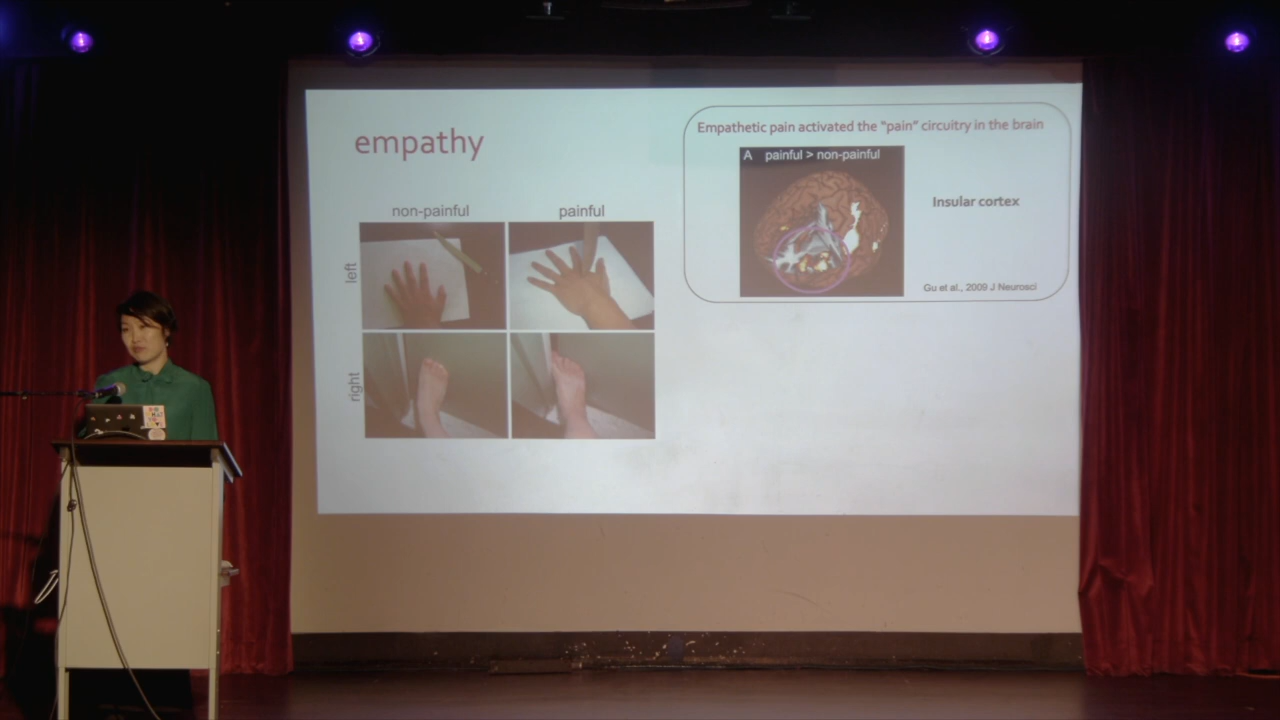 empathy
non-painful painful
left
right
Empathetic pain activated the "pain" circuitry in the brain
A painful > non-painful
Insular cortex
Gu et al., 2009 J Neurosci